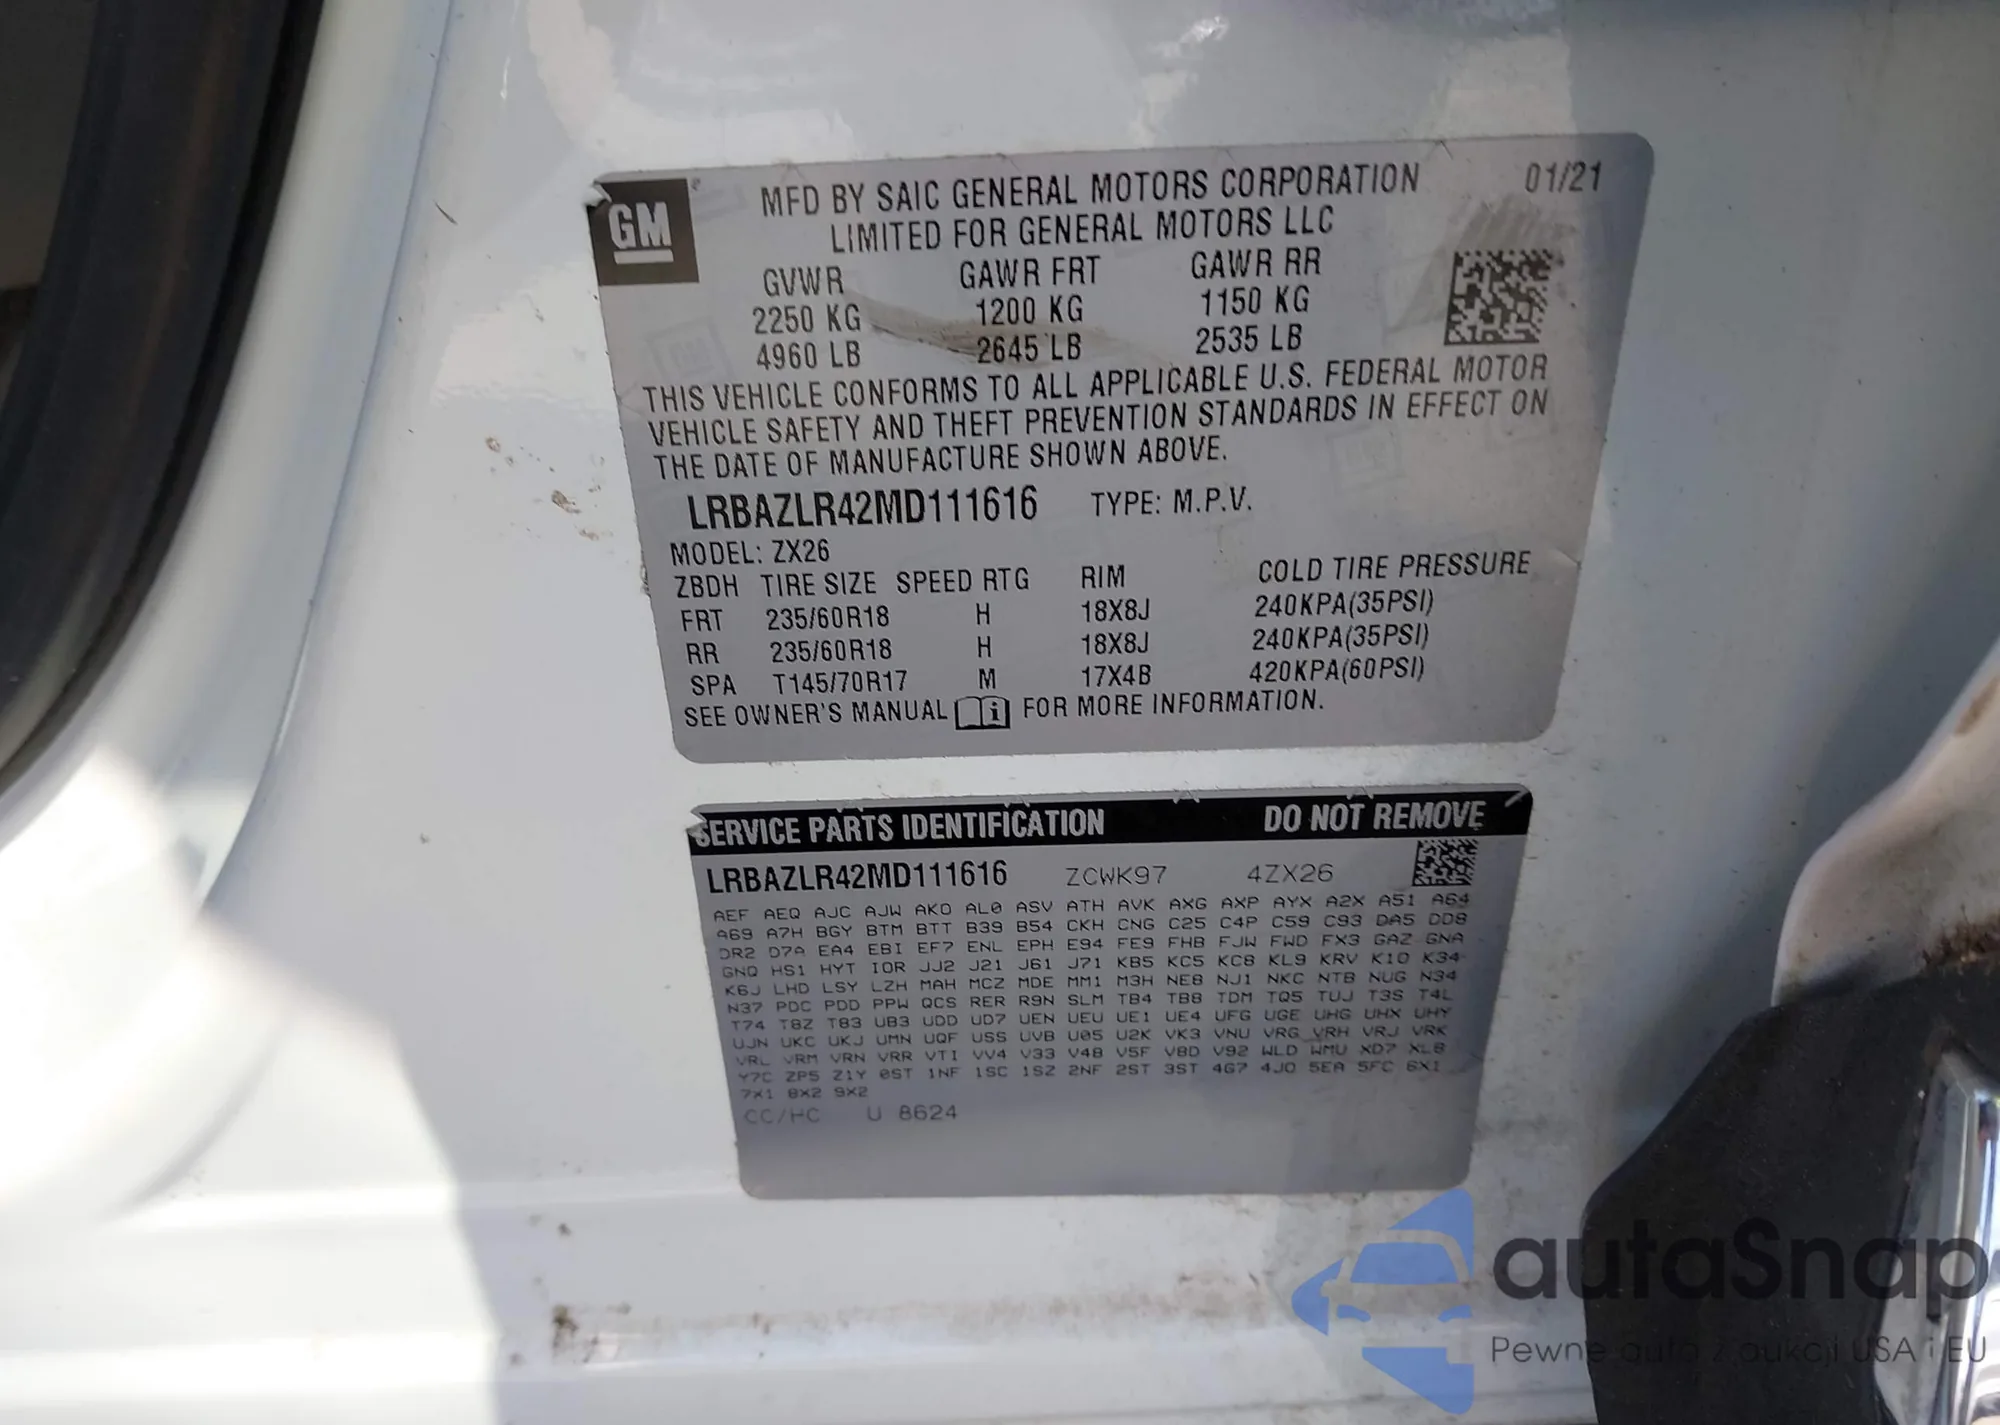 GM
MFD BY SAIC GENERAL MOTORS CORPORATION 01/21
LIMITED FOR GENERAL MOTORS LLC
GVWR GAWR FRT GAWR RR
2250 KG 1200 KG 1150 KG
4960 LB 2645 LB 2535 LB
THIS VEHICLE CONFORMS TO ALL APPLICABLE U.S. FEDERAL MOTOR
VEHICLE SAFETY AND THEFT PREVENTION STANDARDS IN EFFECT ON
THE DATE OF MANUFACTURE SHOWN ABOVE.
LRBAZLR42MD111616 TYPE: M.P.V.
MODEL: ZX26
ZBDH TIRE SIZE SPEED RTG RIM COLD TIRE PRESSURE
FRT 235/60R18 H 18X8J 240KPA(35PSI)
RR 235/60R18 H 18X8J 240KPA(35PSI)
SPA T145/70R17 M 17X4B 420KPA(60PSI)
SEE OWNER'S MANUAL FOR MORE INFORMATION.
SERVICE PARTS IDENTIFICATION DO NOT REMOVE
LRBAZLR42MD111616 ZCWK97 4ZX26
AEF AEQ AJC AJW AKO AL0 ASV ATH AVK AXG AXP AYX A2X A51 A64
A69 A7H BGY BTM BTT B39 B54 CKH CNG C25 C4P C59 C93 DA5 DD8
DR2 D7A EA4 EBI EF7 ENL EPH E94 FE9 FHB FJW FWD FX3 GAZ GNA
GNQ HS1 HYT IOR JJ2 J21 J61 J71 KB5 KC5 KC8 KL9 KRV K10 K34
K6J LHD LSY LZH MAH MCZ MDE MM1 M3H NE8 NJ1 NKC NTB NUG N34
N37 PDC PDD PPW QCS RER R9N SLM TB4 TB8 TDM TQ5 TUJ T3S T4L
T74 T8Z T83 UB3 UDD UD7 UEN UEU UE1 UE4 UFG UGE UHG UHX UHY
UJN UKC UKJ UMN UQF USS UVB U05 U2K VK3 VNU VRG VRH VRJ VRK
VRL VRM VRN VRR VTI VV4 V33 V48 V5F V8D V92 WLD WMU XD7 XL8
Y7C ZP5 Z1Y 0ST 1NF 1SC 1SZ 2NF 2ST 3ST 4G7 4JO 5EA 5FC 6X1
7X1 8X2 9X2
CC/HC U 8624
autaSnap
Pewne auto z aukcji USA i EU